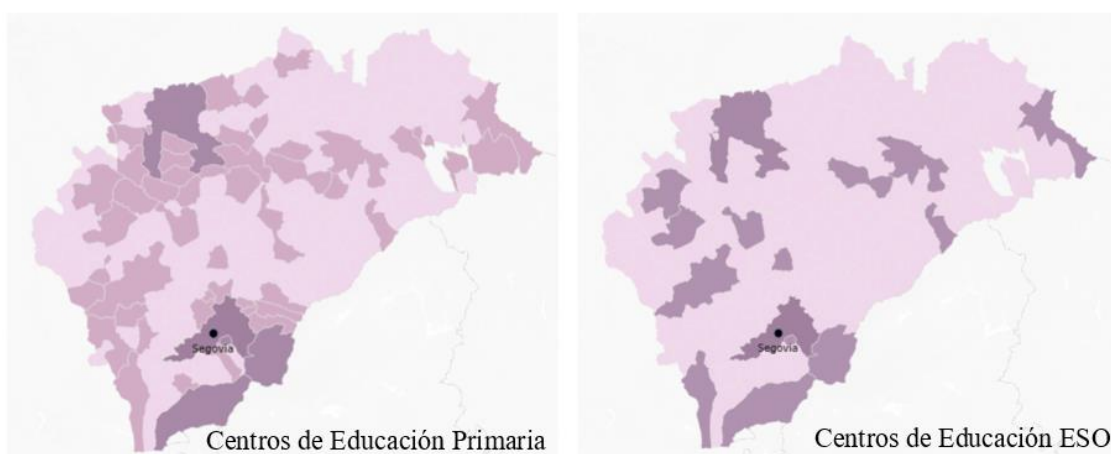 Segovia
Centros de Educación Primaria
Segovia
Centros de Educación ESO